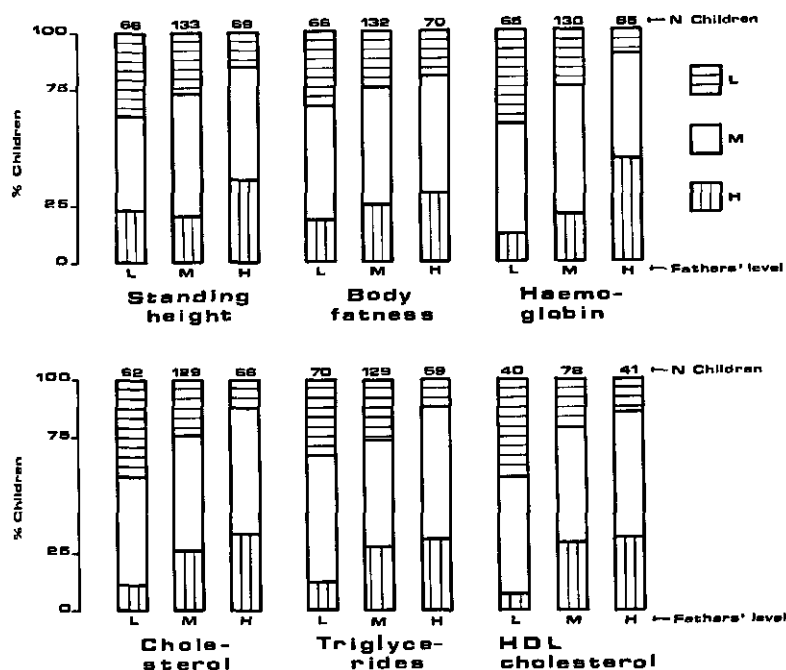 66 133 69 66 132 70 65 130 65 ← N Children
100
75
25
0
% Children
L
M
H
L M H L M H L M H ← Fathers' level
Standing height
Body fatness
Haemo-globin
62 129 66 70 129 59 40 78 41 ← N Children
100
75
25
0
% Children
L M H L M H L M H ← Fathers' level
Chole-sterol
Triglyce-rides
HDL cholesterol